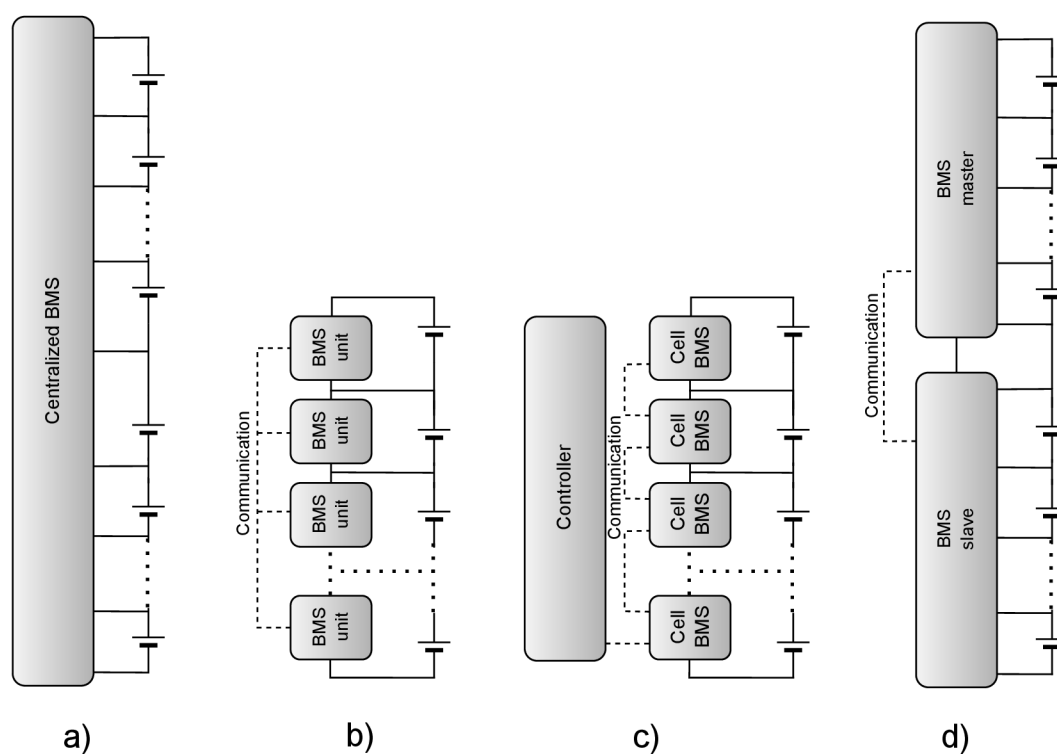 Centralized BMS
a)
Communication
BMS
unit
BMS
unit
BMS
unit
BMS
unit
b)
Controller
Communication
Cell
BMS
Cell
BMS
Cell
BMS
Cell
BMS
c)
Communication
BMS
master
BMS
slave
d)